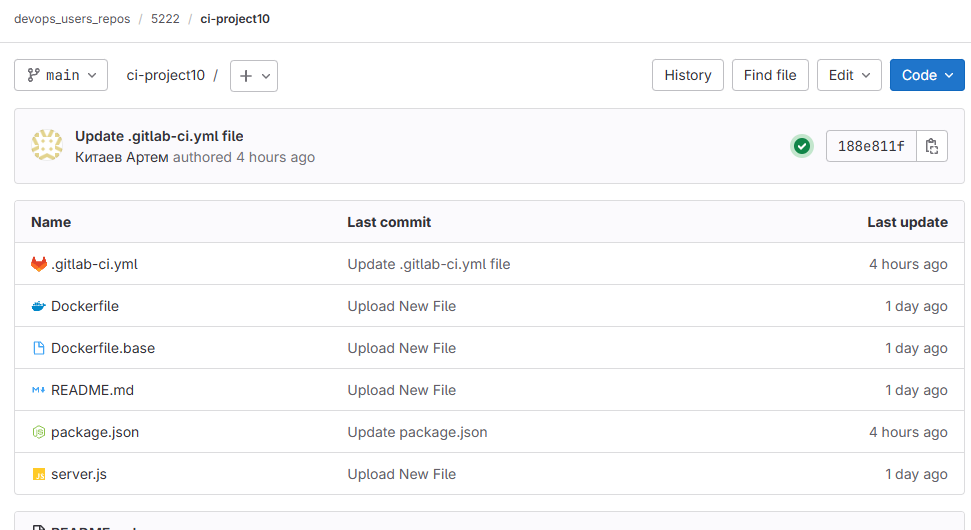 devops_users_repos / 5222 / ci-project10
main ci-project10 / + History Find file Edit Code
Update .gitlab-ci.yml file
Китаев Артем authored 4 hours ago 188e811f
Name Last commit Last update
.gitlab-ci.yml Update .gitlab-ci.yml file 4 hours ago
Dockerfile Upload New File 1 day ago
Dockerfile.base Upload New File 1 day ago
README.md Upload New File 1 day ago
package.json Update package.json 4 hours ago
server.js Upload New File 1 day ago